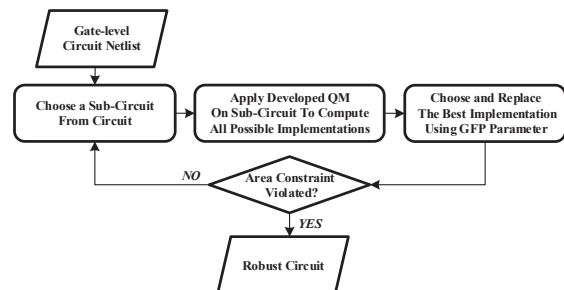 Gate-level
Circuit Netlist
Choose a Sub-Circuit
From Circuit
Apply Developed QM
On Sub-Circuit To Compute
All Possible Implementations
Choose and Replace
The Best Implementation
Using GFP Parameter
NO
Area Constraint
Violated?
YES
Robust Circuit